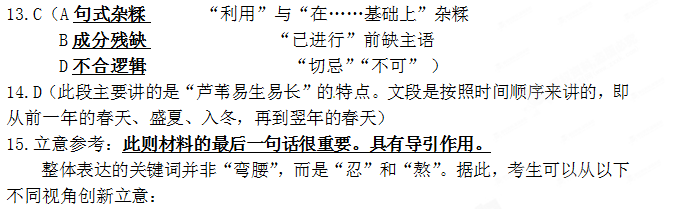 13.C（A 句式杂糅 “利用”与“在……基础上”杂糅
B 成分残缺 “已进行”前缺主语
D 不合逻辑 “切忌”“不可” ）
14.D（此段主要讲的是“芦苇易生易长”的特点。文段是按照时间顺序来讲的，即
从前一年的春天、盛夏、入冬，再到翌年的春天）
15.立意参考：此则材料的最后一句话很重要。具有导引作用。
整体表达的关键词并非“弯腰”，而是“忍”和“熬”。据此，考生可以从以下
不同视角创新立意：